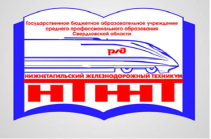 Государственное бюджетное образовательное учреждение
среднего профессионального образования
Свердловской области
РЖД
НИЖНЕТАГИЛЬСКИЙ ЖЕЛЕЗНОДОРОЖНЫЙ ТЕХНИКУМ
НТЖТ